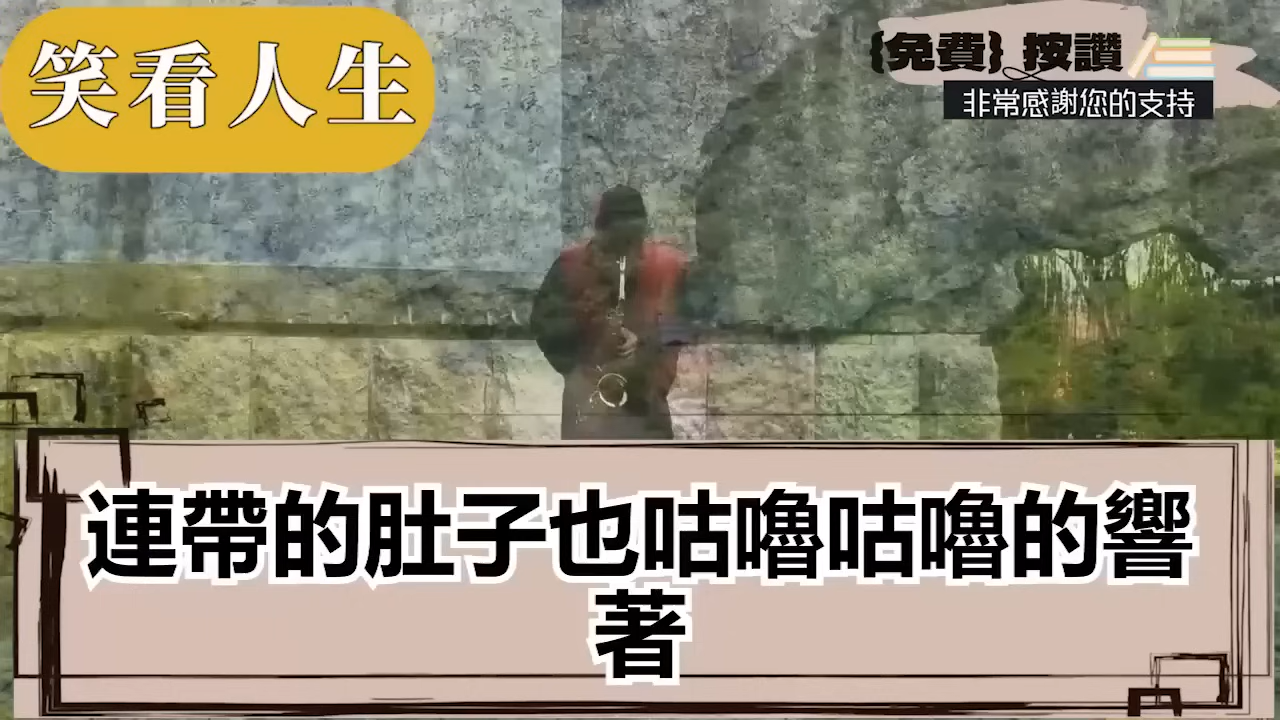 笑看人生
{免費} 按讚
非常感謝您的支持
連帶的肚子也咕嚕咕嚕的響
著